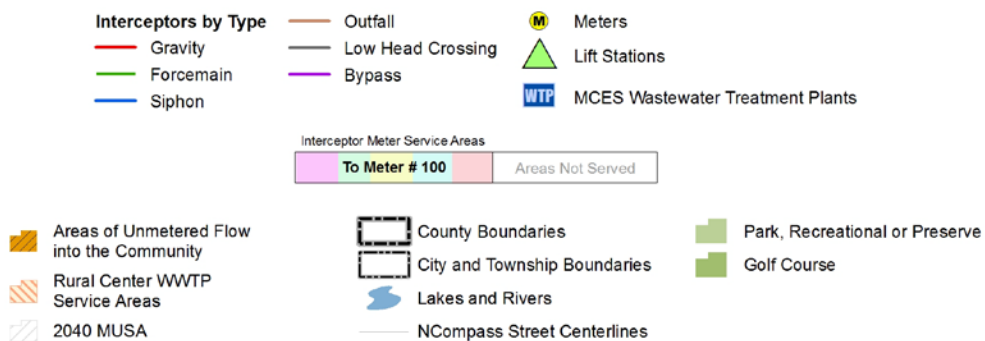 Interceptors by Type
Gravity
Forcemain
Siphon
Outfall
Low Head Crossing
Bypass
M Meters
Lift Stations
WTP MCES Wastewater Treatment Plants
Interceptor Meter Service Areas
To Meter # 100
Areas Not Served
Areas of Unmetered Flow
into the Community
Rural Center WWTP
Service Areas
2040 MUSA
County Boundaries
City and Township Boundaries
Lakes and Rivers
NCompass Street Centerlines
Park, Recreational or Preserve
Golf Course